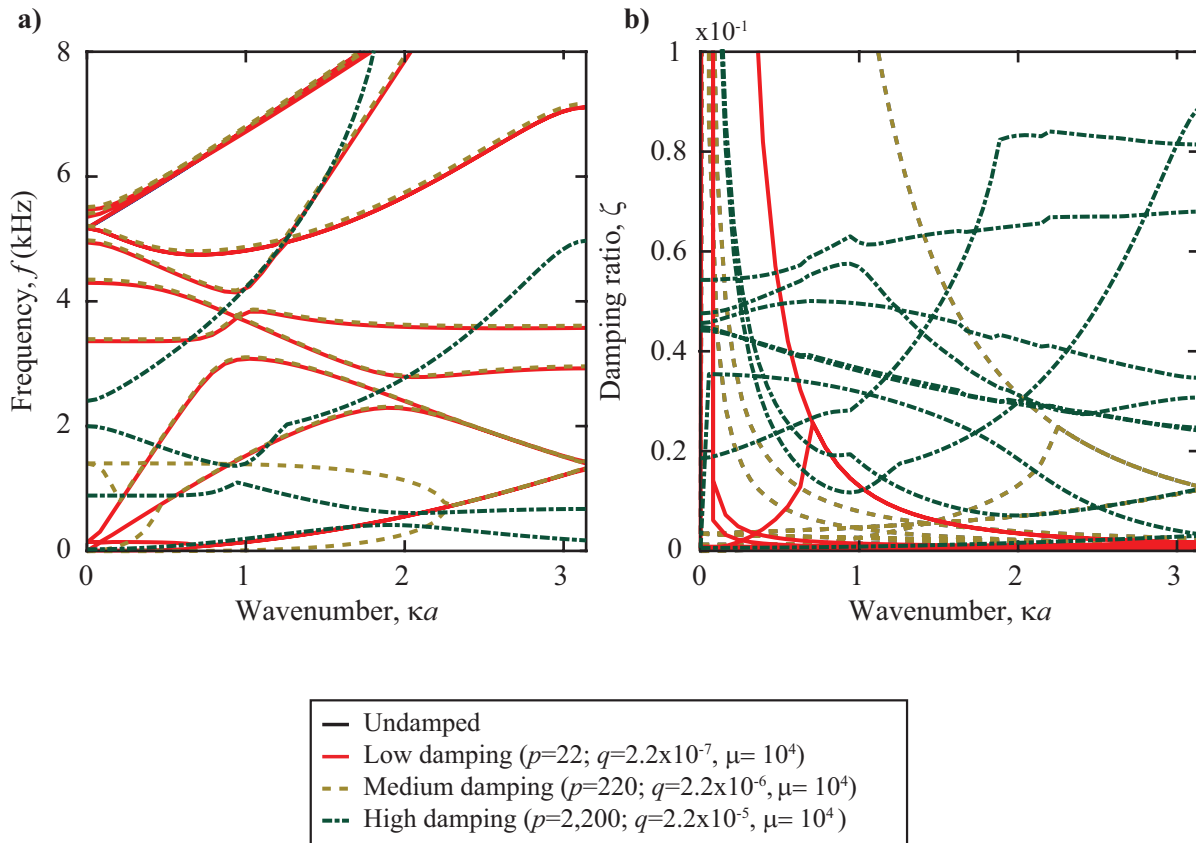 a)
b)
x10⁻¹
8
6
4
2
0
Frequency, f (kHz)
0
1
2
3
Wavenumber, κa
1
0.8
0.6
0.4
0.2
0
Damping ratio, ζ
0
1
2
3
Wavenumber, κa
Undamped
Low damping (p=22; q=2.2x10⁻⁷, μ= 10⁴)
Medium damping (p=220; q=2.2x10⁻⁶, μ= 10⁴)
High damping (p=2,200; q=2.2x10⁻⁵, μ= 10⁴)